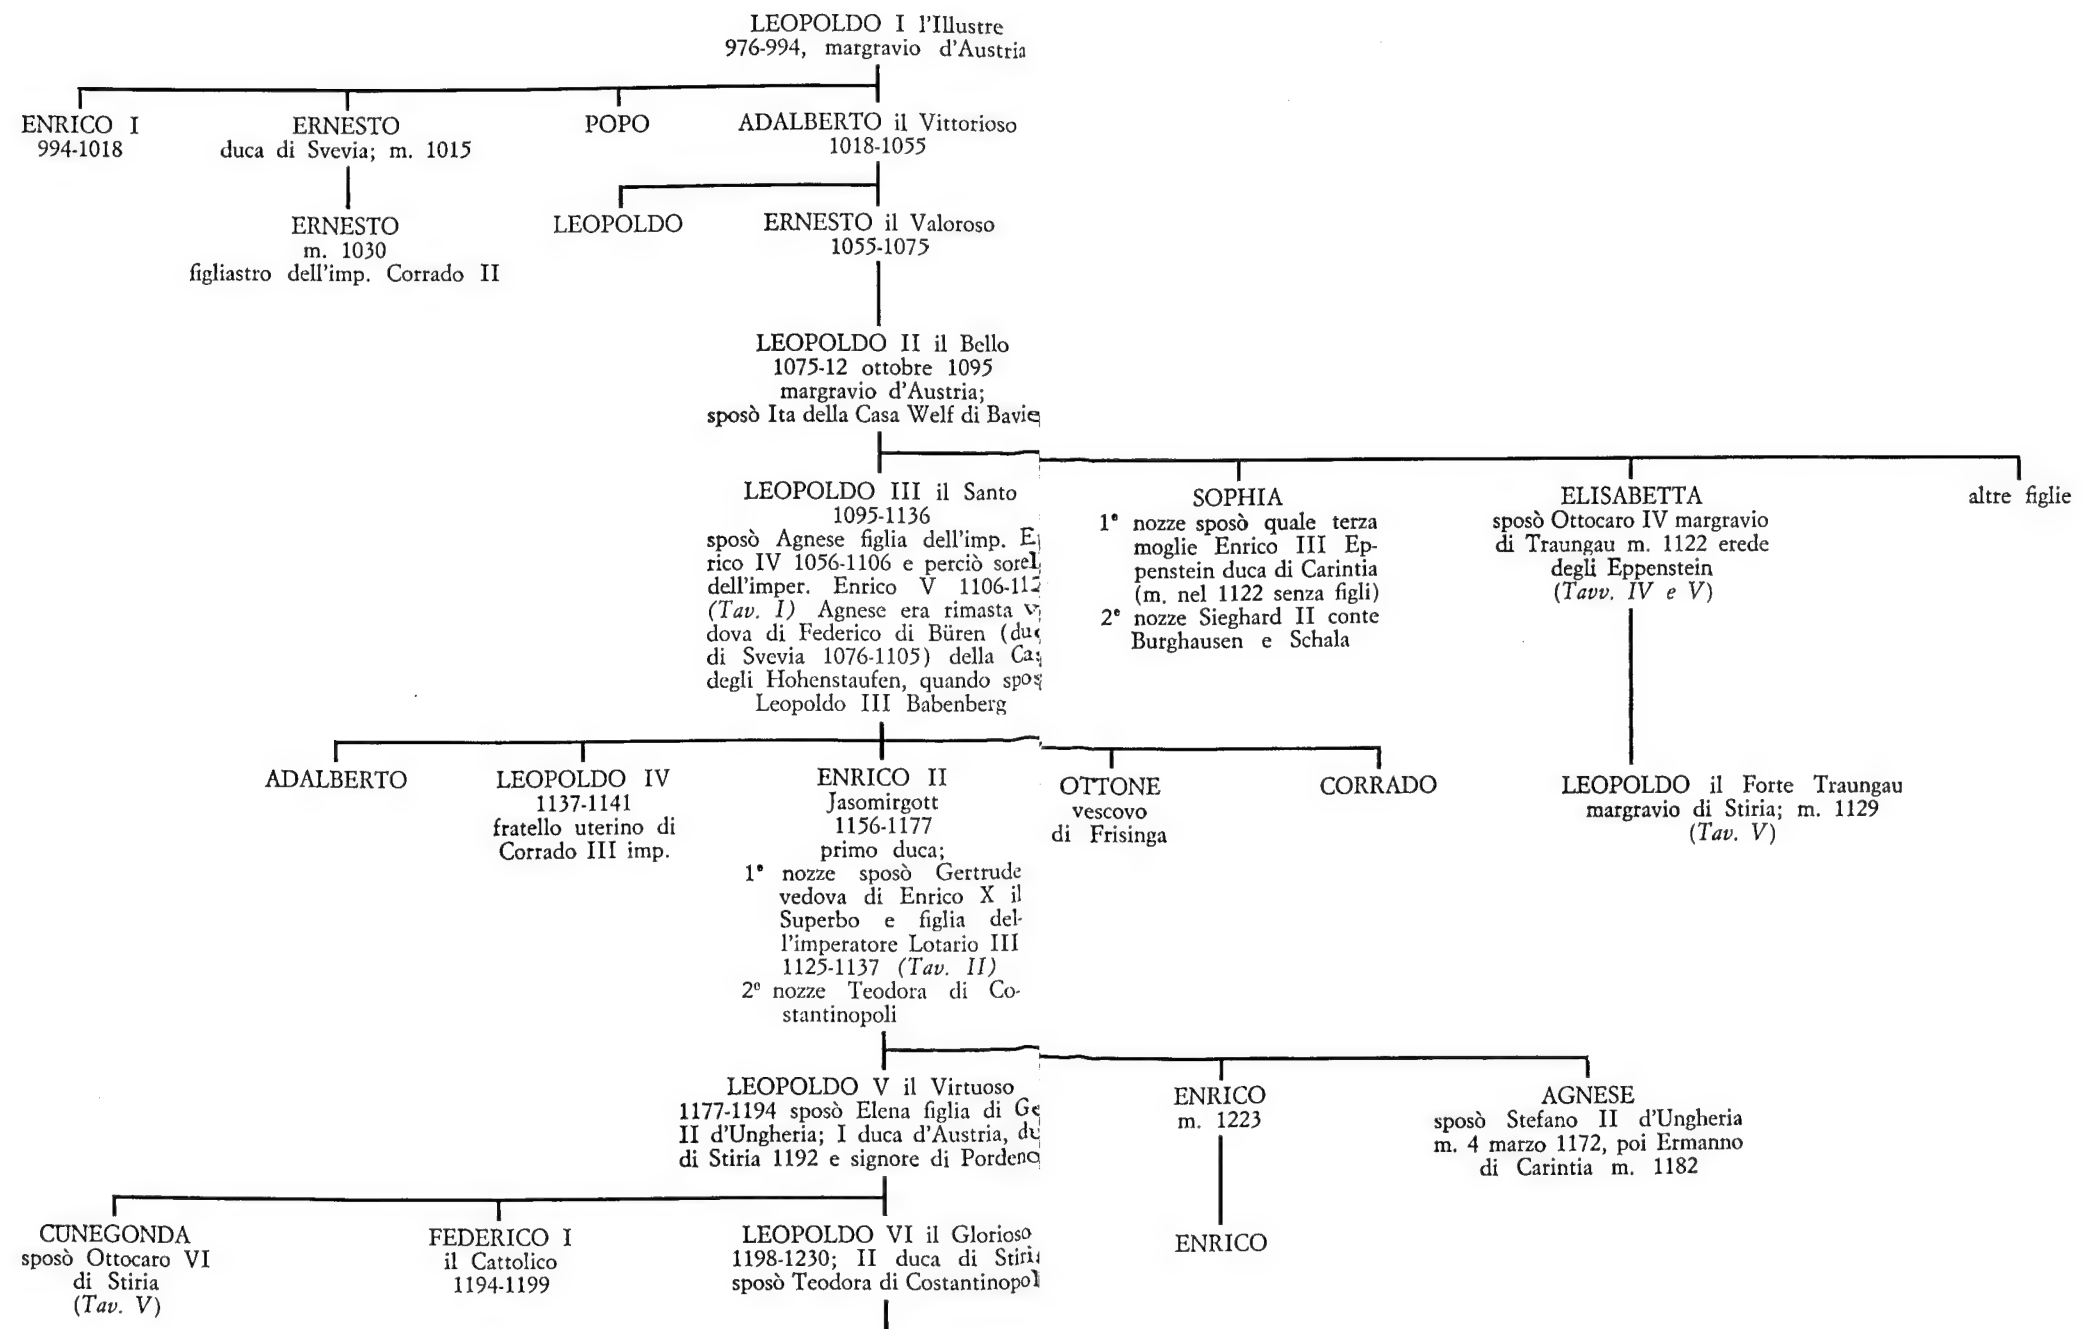 LEOPOLDO I l'Illustre
976-994, margravio d'Austria
ENRICO I
994-1018
ERNESTO
duca di Svevia; m. 1015
POPO
ADALBERTO il Vittorioso
1018-1055
ERNESTO
m. 1030
figliastro dell'imp. Corrado II
LEOPOLDO
ERNESTO il Valoroso
1055-1075
LEOPOLDO II il Bello
1075-12 ottobre 1095
margravio d'Austria;
sposò Ita della Casa Welf di
LEOPOLDO III il Santo
1095-1136
sposò Agnese figlia dell'imp.
rico IV 1056-1106 e perciò
dell'imper. Enrico V
(Tav. I) Agnese era rimasta
dova di Federico di Büren
di Svevia 1076-1105) della
degli Hohenstaufen, quando
Leopoldo III Babenberg
SOPHIA
1e nozze sposò quale terza
moglie Enrico III Ep-
penstein duca di Carintia
(m. nel 1122 senza figli)
2e nozze Sieghard II conte
Burghausen e Schala
ELISABETTA
sposò Ottocaro IV margravio
di Traungau m. 1122 erede
degli Eppenstein
(Tavv. IV e V)
altre figlie
ADALBERTO
LEOPOLDO IV
1137-1141
fratello uterino di
Corrado III imp.
ENRICO II
Jasomirgott
1156-1177
primo duca;
1e nozze sposò Gertrude
vedova di Enrico X il
Superbo e figlia del-
l'imperatore Lotario III
1125-1137 (Tav. II)
2e nozze Teodora di Co-
stantinopoli
OTTONE
vescovo
di Frisinga
CORRADO
LEOPOLDO il Forte Traungau
margravio di Stiria; m. 1129
(Tav. V)
LEOPOLDO V il Virtuoso
1177-1194 sposò Elena figlia di
II d'Ungheria; I duca d'Austria,
di Stiria 1192 e signore di
ENRICO
m. 1223
AGNESE
sposò Stefano II d'Ungheria
m. 4 marzo 1172, poi Ermanno
di Carintia m. 1182
CUNEGONDA
sposò Ottocaro VI
di Stiria
(Tav. V)
FEDERICO I
il Cattolico
1194-1199
LEOPOLDO VI il Glorioso
1198-1230; II duca di
sposò Teodora di
ENRICO